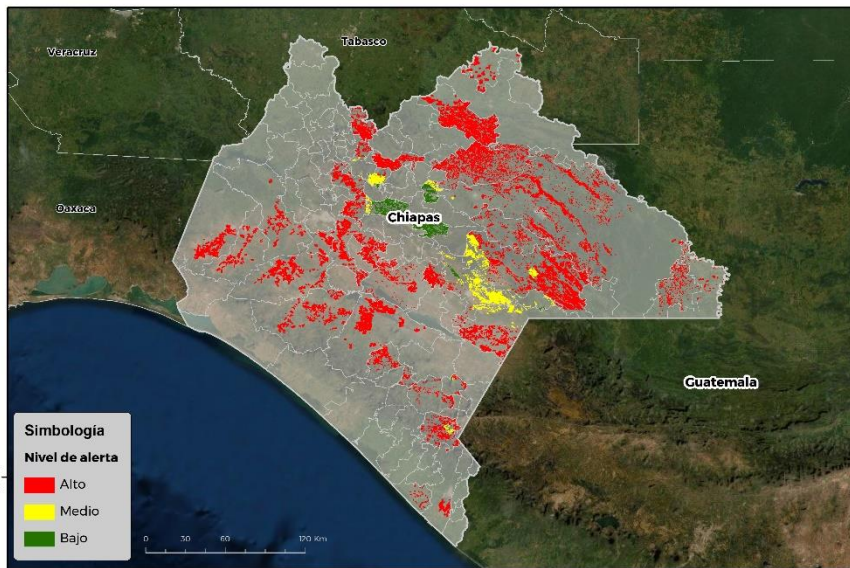 Tabasco
Veracruz
Oaxaca
Chiapas
Guatemala
Simbología
Nivel de alerta
Alto
Medio
Bajo
0 30 60 120 Km